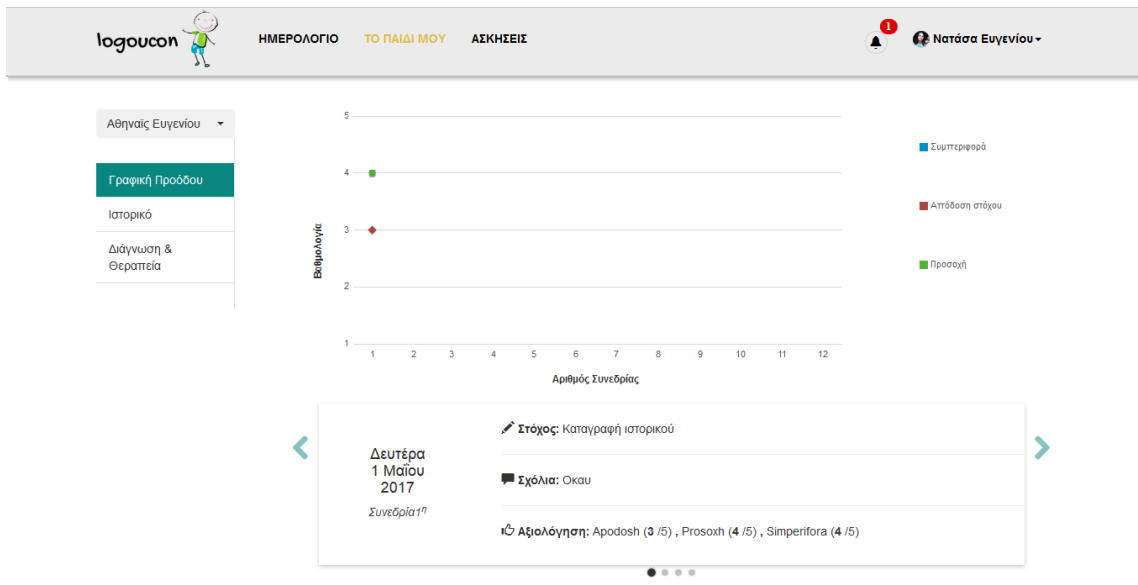 logoucon
ΗΜΕΡΟΛΟΓΙΟ ΤΟ ΠΑΙΔΙ ΜΟΥ ΑΣΚΗΣΕΙΣ
1
Νατάσα Ευγενίου
Αθηναϊς Ευγενίου
Γραφική Προόδου
Ιστορικό
Διάγνωση &
Θεραπεία
Βαθμολογία
5
4
3
2
1
1 2 3 4 5 6 7 8 9 10 11 12
Αριθμός Συνεδρίας
Συμπεριφορά
Απόδοση στόχου
Προσοχή
Δευτέρα
1 Μαΐου
2017
Συνεδρία1η
Στόχος: Καταγραφή ιστορικού
Σχόλια: Οκαυ
Αξιολόγηση: Apodosh (3 /5) , Prosoxh (4 /5) , Simperifora (4 /5)